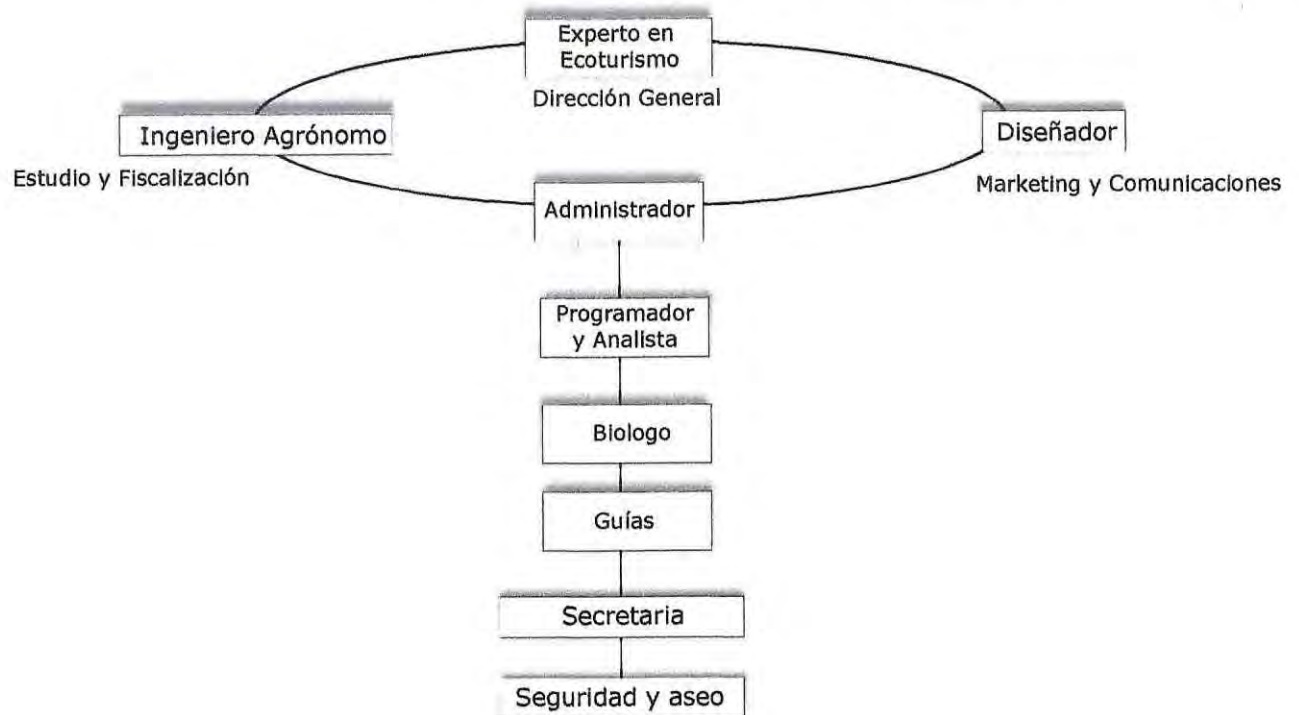 Experto en
Ecoturismo
Dirección General
Ingeniero Agrónomo
Estudio y Fiscalización
Diseñador
Marketing y Comunicaciones
Administrador
Programador
y Analista
Biologo
Guías
Secretaria
Seguridad y aseo